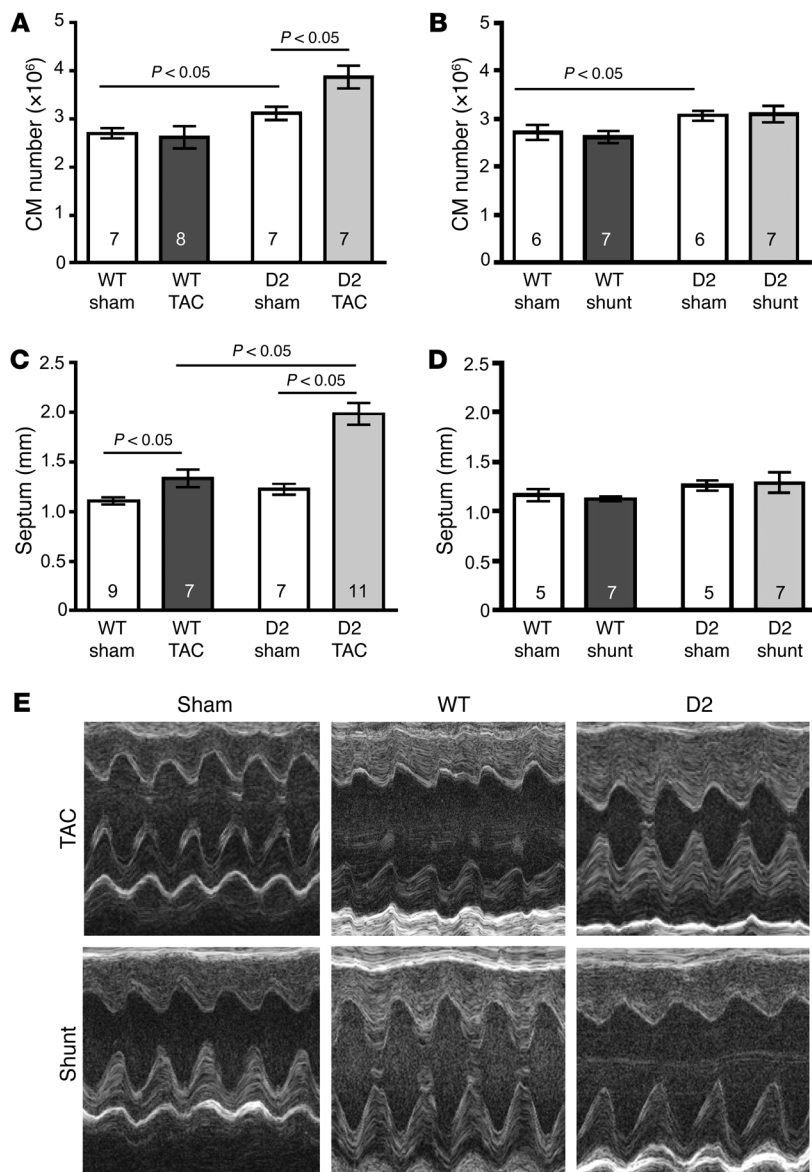 A
CM number (×10⁶)
5
4
3
2
1
0
P < 0.05
P < 0.05
7
8
7
7
WT
sham
WT
TAC
D2
sham
D2
TAC
B
CM number (×10⁶)
5
4
3
2
1
0
P < 0.05
6
7
6
7
WT
sham
WT
shunt
D2
sham
D2
shunt
C
Septum (mm)
2.5
2.0
1.5
1.0
0.5
0
P < 0.05
P < 0.05
P < 0.05
9
7
7
11
WT
sham
WT
TAC
D2
sham
D2
TAC
D
Septum (mm)
2.5
2.0
1.5
1.0
0.5
0
5
7
5
7
WT
sham
WT
shunt
D2
sham
D2
shunt
E
Sham
WT
D2
TAC
Shunt